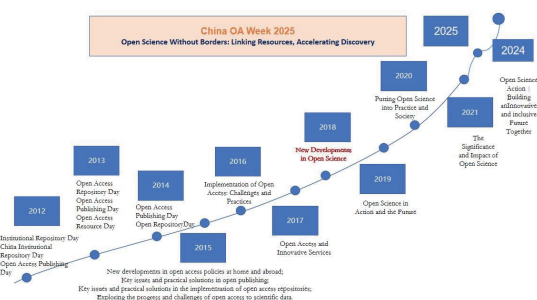 China OA Week 2025
Open Science Without Borders: Linking Resources, Accelerating Discovery
2025
2024
Open Science
Action |
Building
anInnovative
and inclusive
Future
Together
2020
Putting Open Science
into Practice and
Society
2021
The
Significance
and Impact of
Open Science
2018
New Developments
in Open Science
2019
Open Science in
Action and the Future
2016
Implementation of Open
Access: Challenges and
Practices
2017
Open Access and
Innovative Services
2013
Open Access
Repository Day
Open Access
Publishing Day
Open Access
Resource Day
2014
Open Access
Publishing Day
Open RepositoryDay
2012
Institutional Repository Day
China Institutional
Repository Day
Open Access Publishing
Day
2015
New developments in open access policies at home and abroad;
Key issues and practical solutions in open publishing;
Key issues and practical solutions in the implementation of open access repositories;
Exploring the progress and challenges of open access to scientific data.